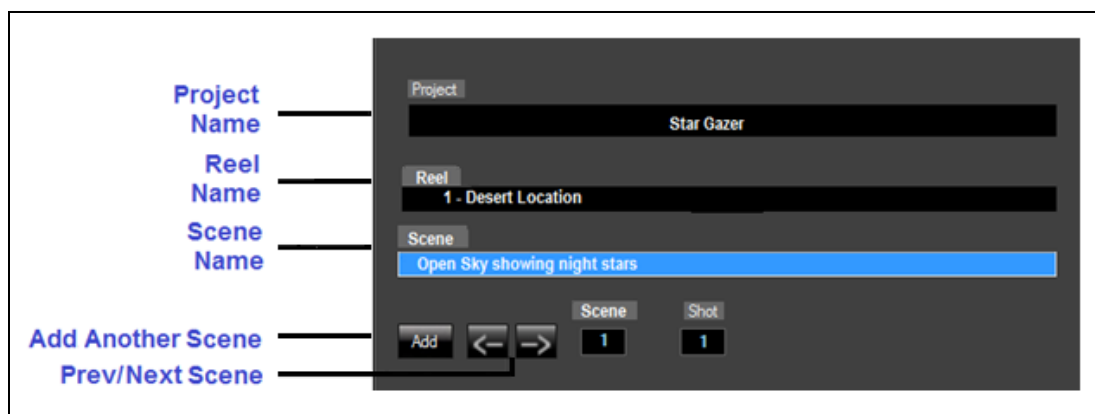 Project
Name
Project
Star Gazer
Reel
Name
Reel
1 - Desert Location
Scene
Name
Scene
Open Sky showing night stars
Scene
Shot
Add Another Scene
Add
<-
->
1
1
Prev/Next Scene